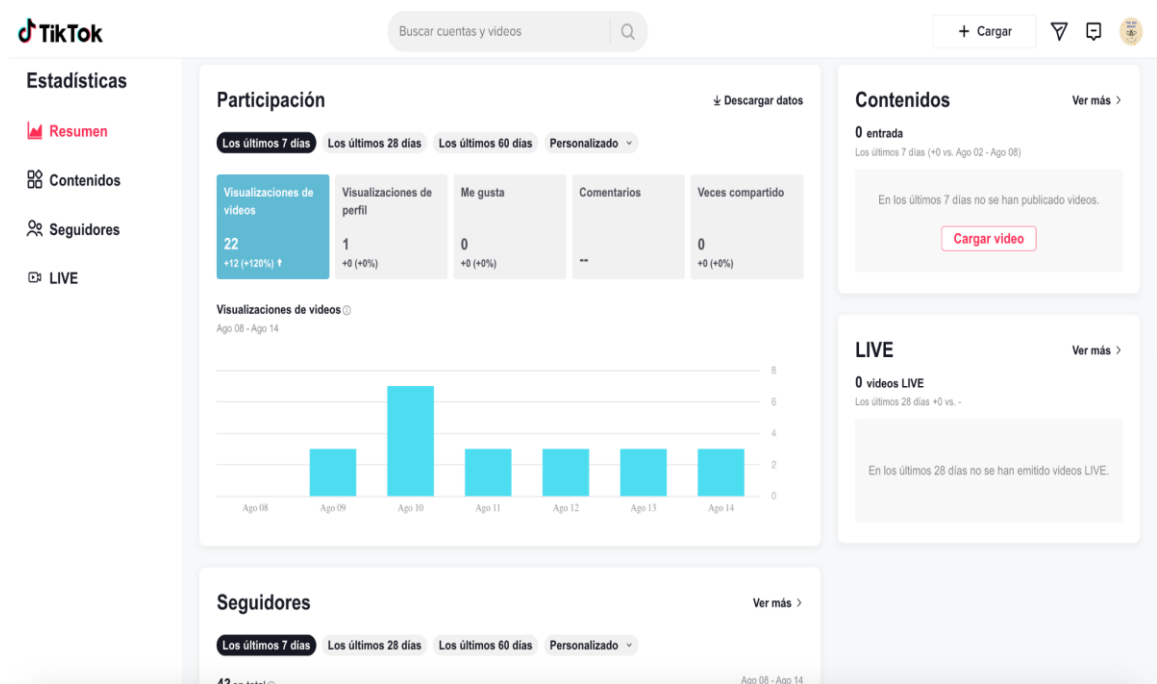 TikTok
Buscar cuentas y videos
+ Cargar
Estadísticas
Resumen
Contenidos
Seguidores
LIVE
Participación
Descargar datos
Los últimos 7 días
Los últimos 28 días
Los últimos 60 días
Personalizado
Visualizaciones de
videos
22
+12 (+120%)
Visualizaciones de
perfil
1
+0 (+0%)
Me gusta
0
+0 (+0%)
Comentarios
--
Veces compartido
0
+0 (+0%)
Visualizaciones de videos
Ago 08 - Ago 14
8
6
4
2
0
Ago 08
Ago 09
Ago 10
Ago 11
Ago 12
Ago 13
Ago 14
Seguidores
Ver más >
Los últimos 7 días
Los últimos 28 días
Los últimos 60 días
Personalizado
Ago 08 - Ago 14
Contenidos
Ver más >
0 entrada
Los últimos 7 días (+0 vs. Ago 02 - Ago 08)
En los últimos 7 días no se han publicado videos.
Cargar video
LIVE
Ver más >
0 videos LIVE
Los últimos 28 días +0 vs. -
En los últimos 28 días no se han emitido videos LIVE.